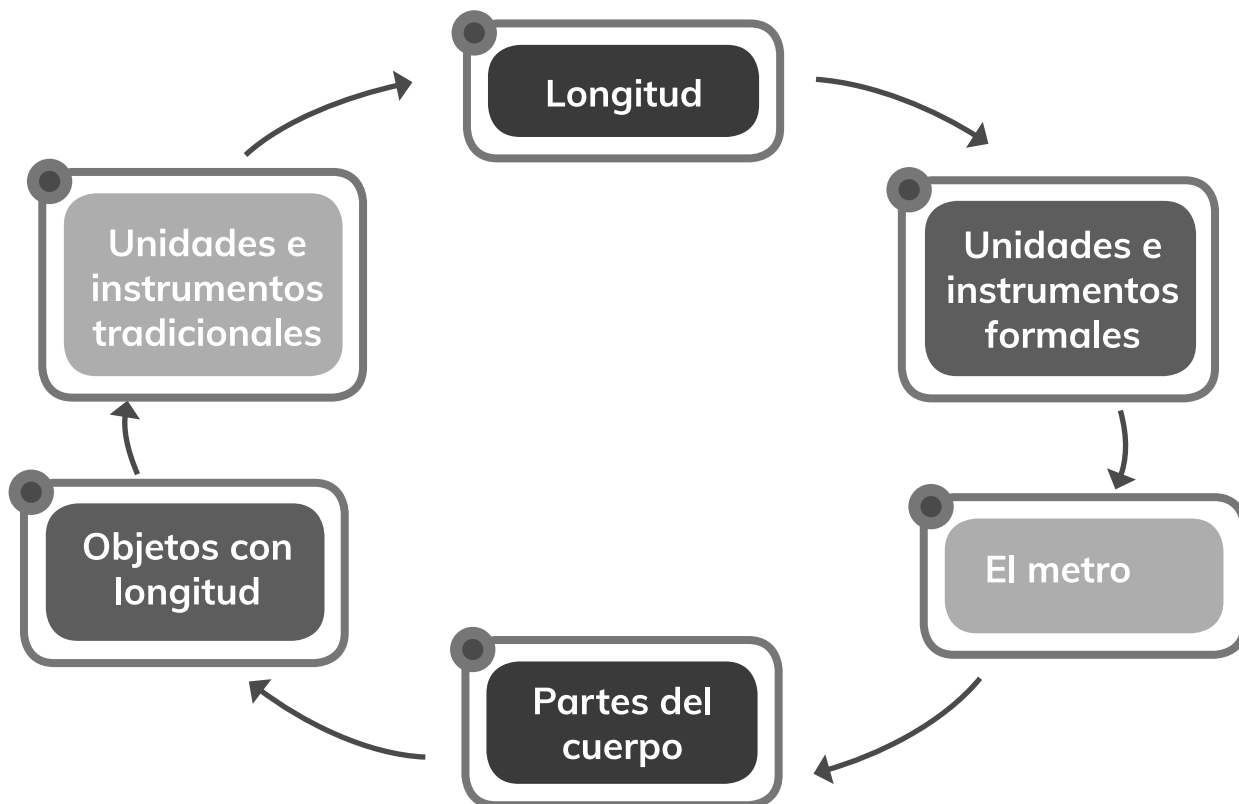 Longitud
Unidades e
instrumentos
formales
El metro
Partes del
cuerpo
Objetos con
longitud
Unidades e
instrumentos
tradicionales